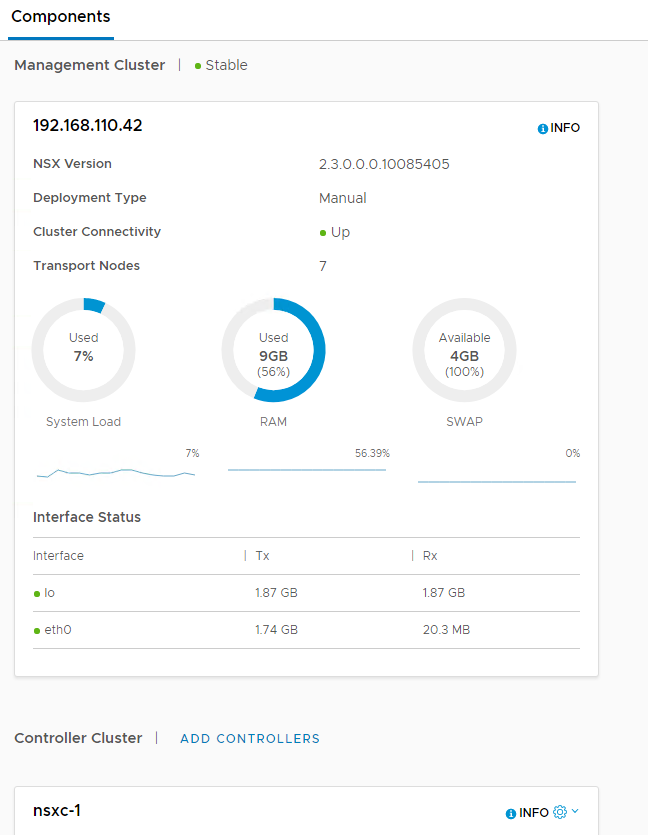 Components
Management Cluster | Stable
192.168.110.42 INFO
NSX Version 2.3.0.0.0.10085405
Deployment Type Manual
Cluster Connectivity Up
Transport Nodes 7
Used
7%
System Load
Used
9GB
(56%)
RAM
Available
4GB
(100%)
SWAP
7% 56.39% 0%
Interface Status
Interface | Tx | Rx
lo 1.87 GB 1.87 GB
eth0 1.74 GB 20.3 MB
Controller Cluster | ADD CONTROLLERS
nsxc-1 INFO